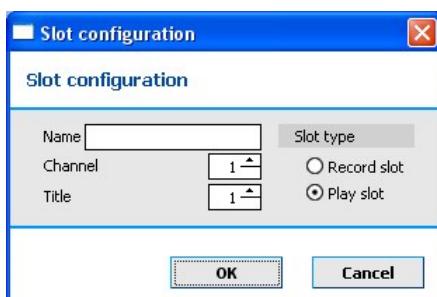 Slot configuration
Slot configuration
Name
Slot type
Channel
1
Record slot
Title
1
Play slot
OK
Cancel